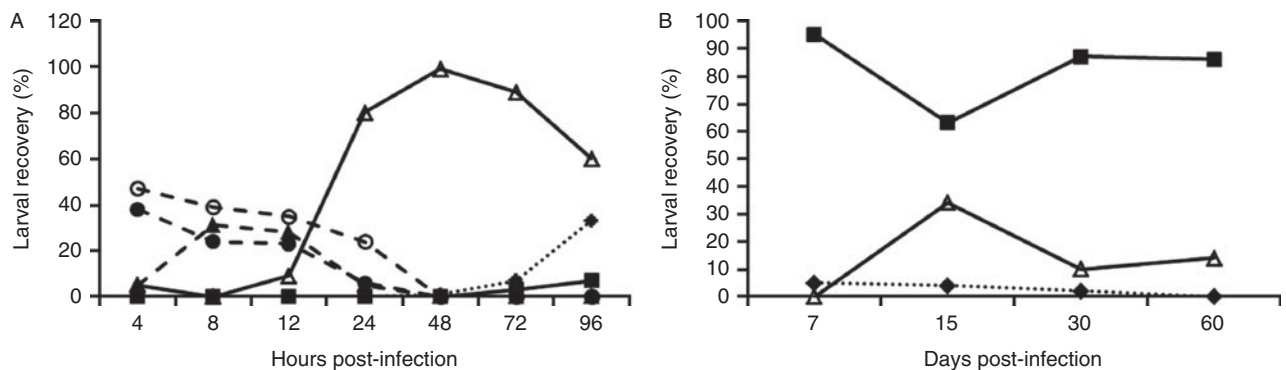 A
Larval recovery (%)
120
100
80
60
40
20
0
4 8 12 24 48 72 96
Hours post-infection
B
Larval recovery (%)
100
90
80
70
60
50
40
30
20
10
0
7 15 30 60
Days post-infection